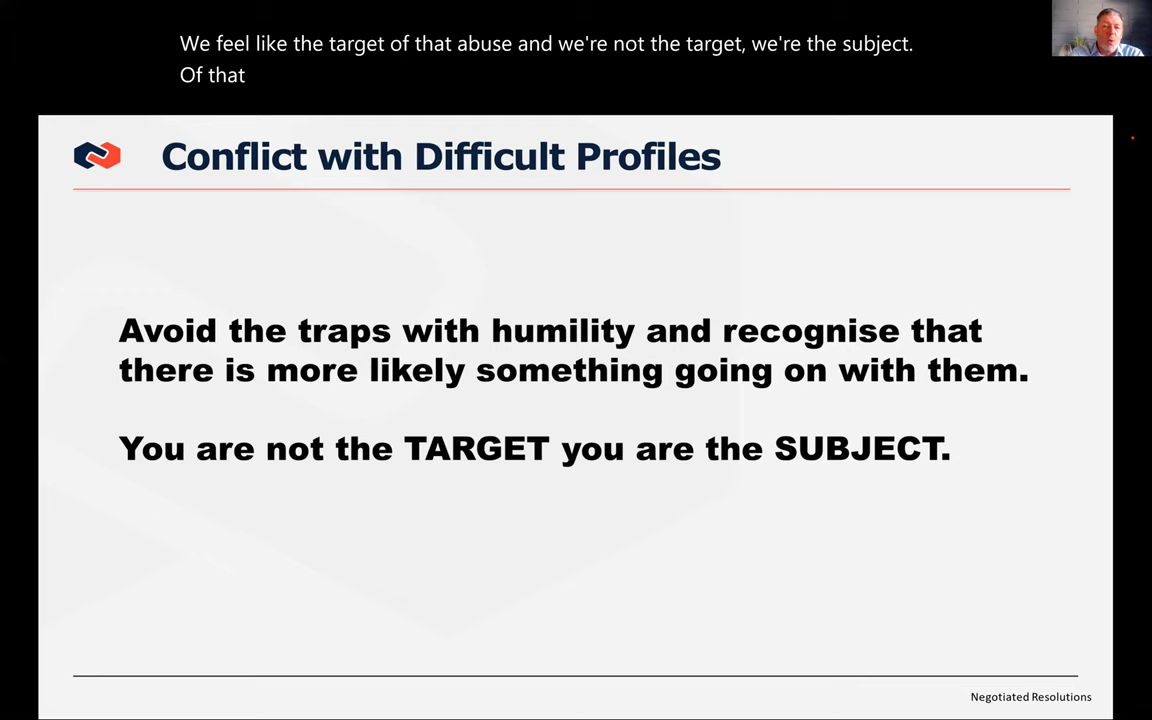 We feel like the target of that abuse and we're not the target, we're the subject.
Of that
Conflict with Difficult Profiles
Avoid the traps with humility and recognise that
there is more likely something going on with them.
You are not the TARGET you are the SUBJECT.
Negotiated Resolutions